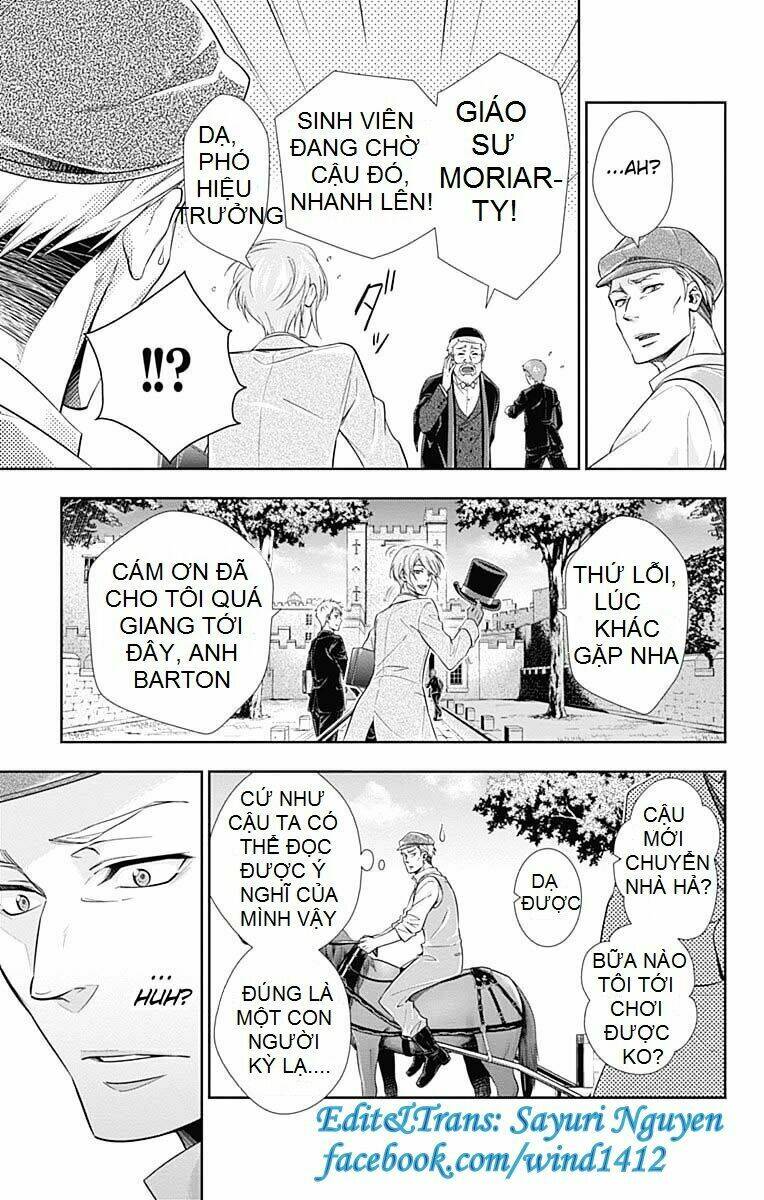 ...AH?
GIÁO
SƯ
MORIAR-
TY!
SINH VIÊN
ĐANG CHỜ
CẬU ĐÓ,
NHANH LÊN!
DẠ,
PHÓ
HIỆU
TRƯỞNG
!!?
THỨ LỖI,
LÚC
KHÁC
GẶP NHA
CÁM ƠN ĐÃ
CHO TÔI QUÁ
GIANG TỚI
ĐÂY, ANH
BARTON
CẬU
MỚI
CHUYỂN
NHÀ HẢ?
BỮA NÀO
TÔI TỚI
CHƠI
ĐƯỢC
KO?
DẠ
ĐƯỢC
CỨ NHƯ
CẬU TA CÓ
THỂ ĐỌC
ĐƯỢC Ý
NGHĨ CỦA
MÌNH VẬY
ĐÚNG LÀ
MỘT CON
NGƯỜI
KỲ LẠ....
...
HUH?
Edit&Trans: Sayuri Nguyen
facebook.com/wind1412